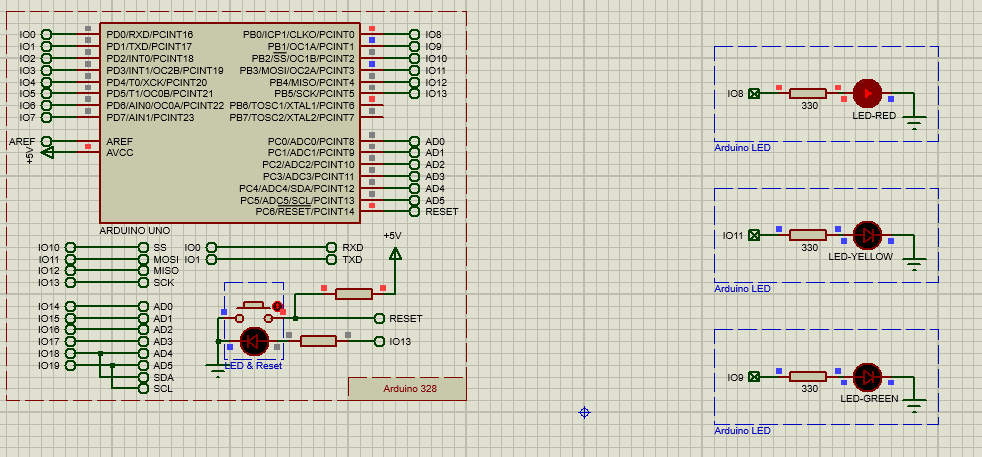 IO0 PD0/RXD/PCINT16 PB0/ICP1/CLKO/PCINT0 IO8
IO1 PD1/TXD/PCINT17 PB1/OC1A/PCINT1 IO9
IO2 PD2/INT0/PCINT18 PB2/SS/OC1B/PCINT2 IO10
IO3 PD3/INT1/OC2B/PCINT19 PB3/MOSI/OC2A/PCINT3 IO11
IO4 PD4/T0/XCK/PCINT20 PB4/MISO/PCINT4 IO12
IO5 PD5/T1/OC0B/PCINT21 PB5/SCK/PCINT5 IO13
IO6 PD6/AIN0/OC0A/PCINT22 PB6/TOSC1/XTAL1/PCINT6
IO7 PD7/AIN1/PCINT23 PB7/TOSC2/XTAL2/PCINT7
AREF AREF PC0/ADC0/PCINT8 AD0
+5V AVCC PC1/ADC1/PCINT9 AD1
PC2/ADC2/PCINT10 AD2
PC3/ADC3/PCINT11 AD3
PC4/ADC4/SDA/PCINT12 AD4
PC5/ADC5/SCL/PCINT13 AD5
PC6/RESET/PCINT14 RESET
ARDUINO UNO
IO10 SS IO0 RXD
IO11 MOSI IO1 TXD
IO12 MISO
IO13 SCK
+5V
IO14 AD0
IO15 AD1
IO16 AD2
IO17 AD3
IO18 AD4
IO19 AD5
SDA
SCL
RESET
IO13
LED & Reset
Arduino 328
IO8
330
LED-RED
Arduino LED
IO11
330
LED-YELLOW
Arduino LED
IO9
330
LED-GREEN
Arduino LED